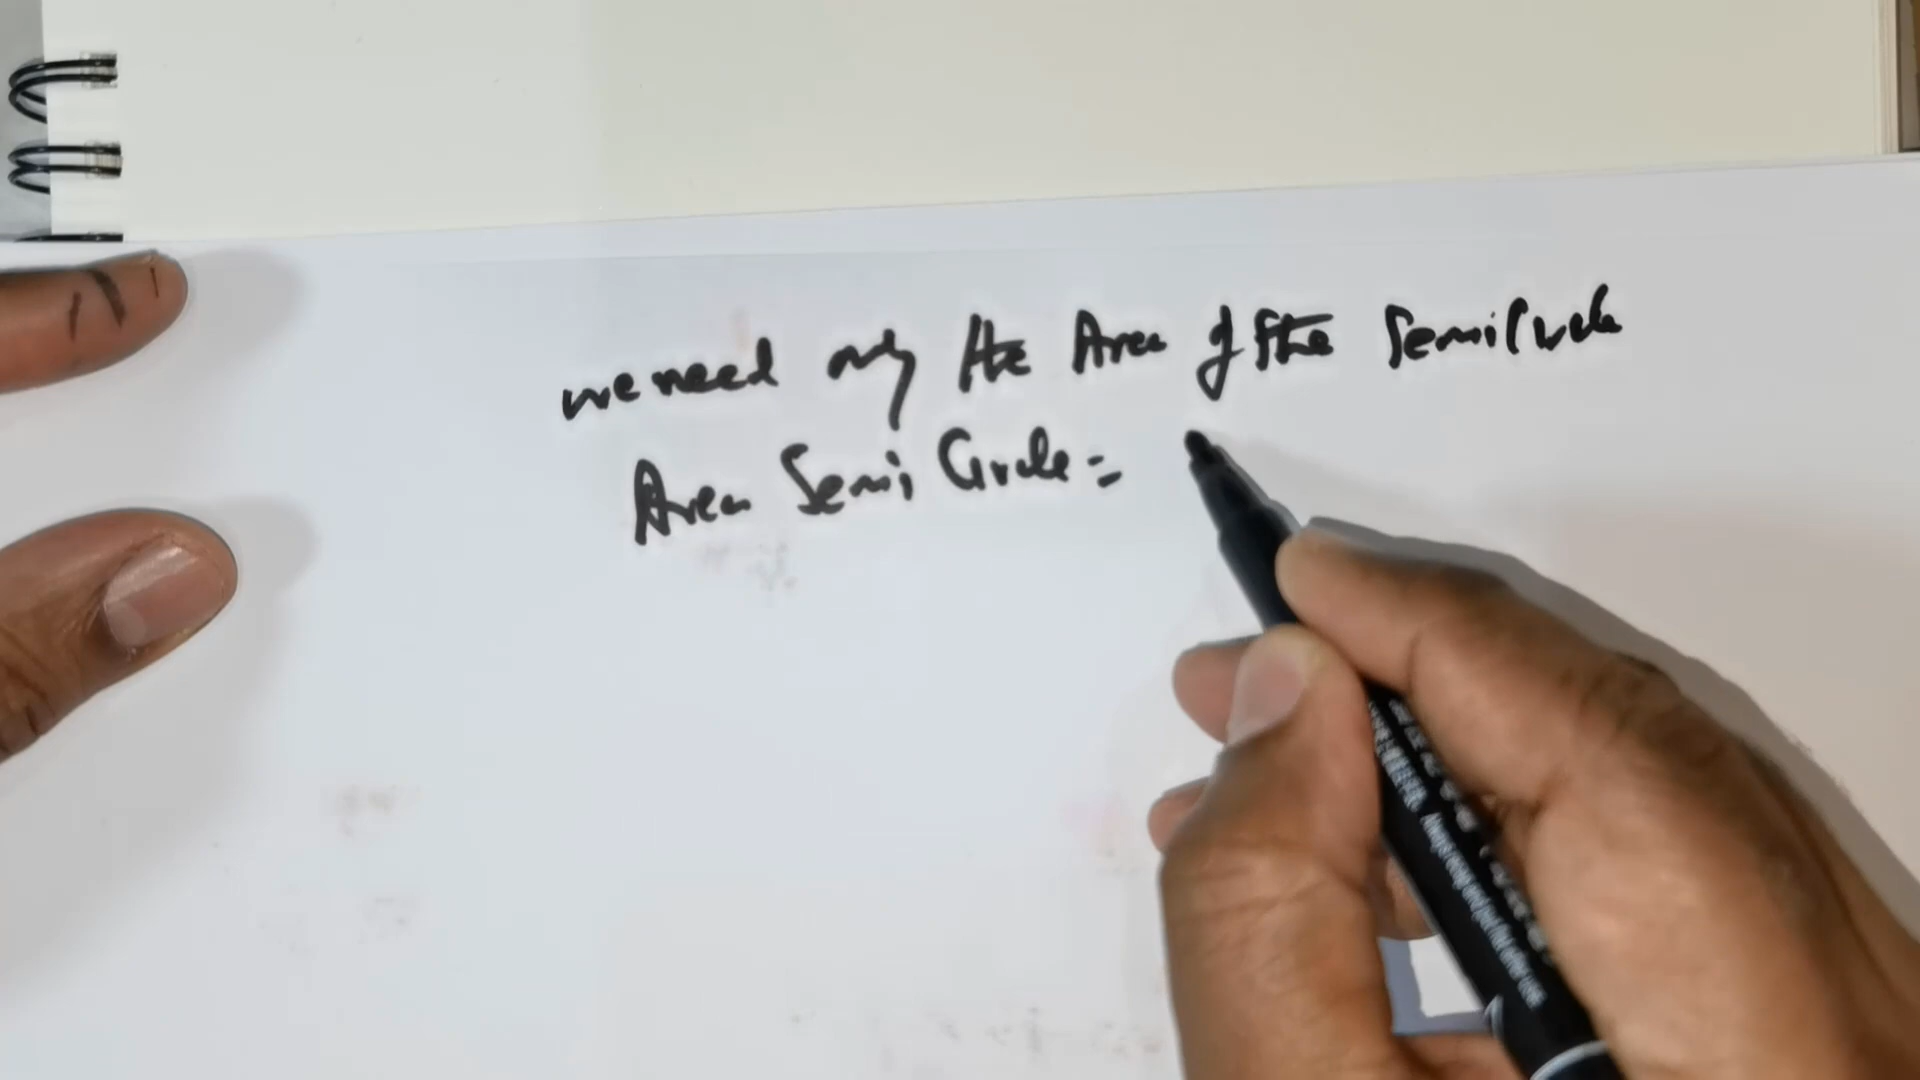 we need only the Area of the SemiCircle
Area Semi Circle =